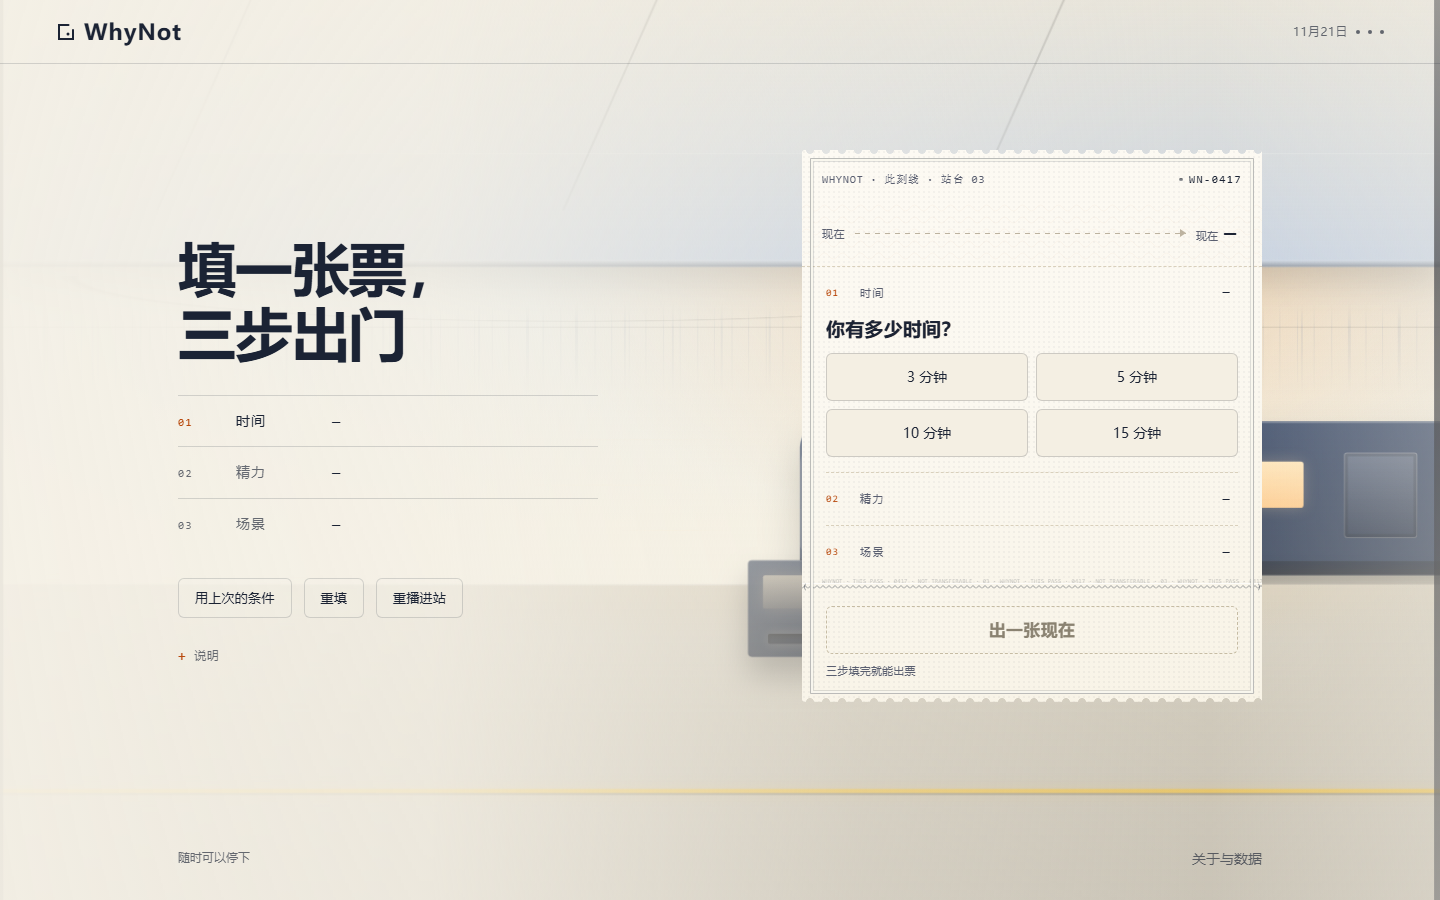 WhyNot
11月21日
填一张票，
三步出门
01 时间 –
02 精力 –
03 场景 –
用上次的条件 重填 重播进站
+ 说明
WHYNOT · 此刻线 · 站台 03
WN-0417
现在 现在 —
01 时间 –
你有多少时间?
3 分钟 5 分钟
10 分钟 15 分钟
02 精力 –
03 场景 –
出一张现在
三步填完就能出票
随时可以停下
关于与数据